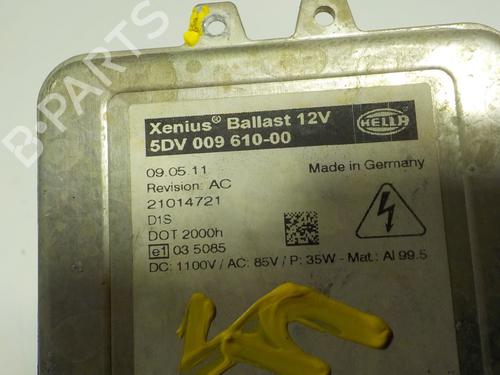 B-PARTS
Xenius® Ballast 12V
5DV 009 610-00
HELLA
09.05.11
Made in Germany
Revision: AC
21014721
D1S
DOT 2000h
e1 03 5085
DC: 1100V / AC: 85V / P: 35W - Mat.: Al 99.5